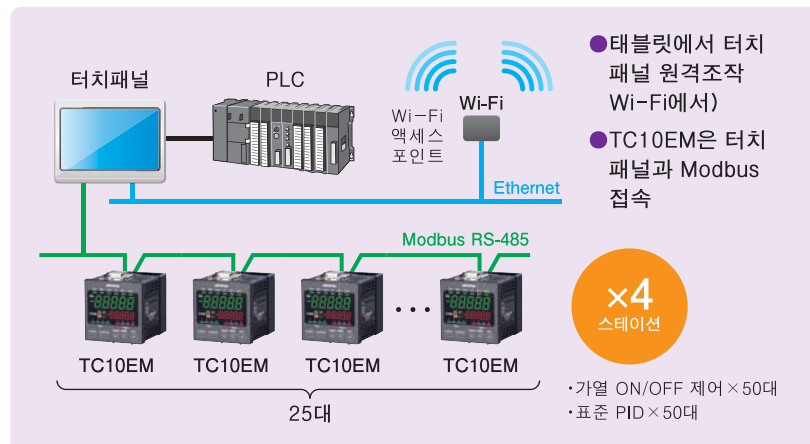 터치패널
PLC
Wi-Fi
액세스
포인트
Wi-Fi
Ethernet
Modbus RS-485
TC10EM
TC10EM
TC10EM
TC10EM
25대
●태블릿에서 터치
패널 원격조작
Wi-Fi에서)
●TC10EM은 터치
패널과 Modbus
접속
×4
스테이션
·가열 ON/OFF 제어×50대
·표준 PID×50대